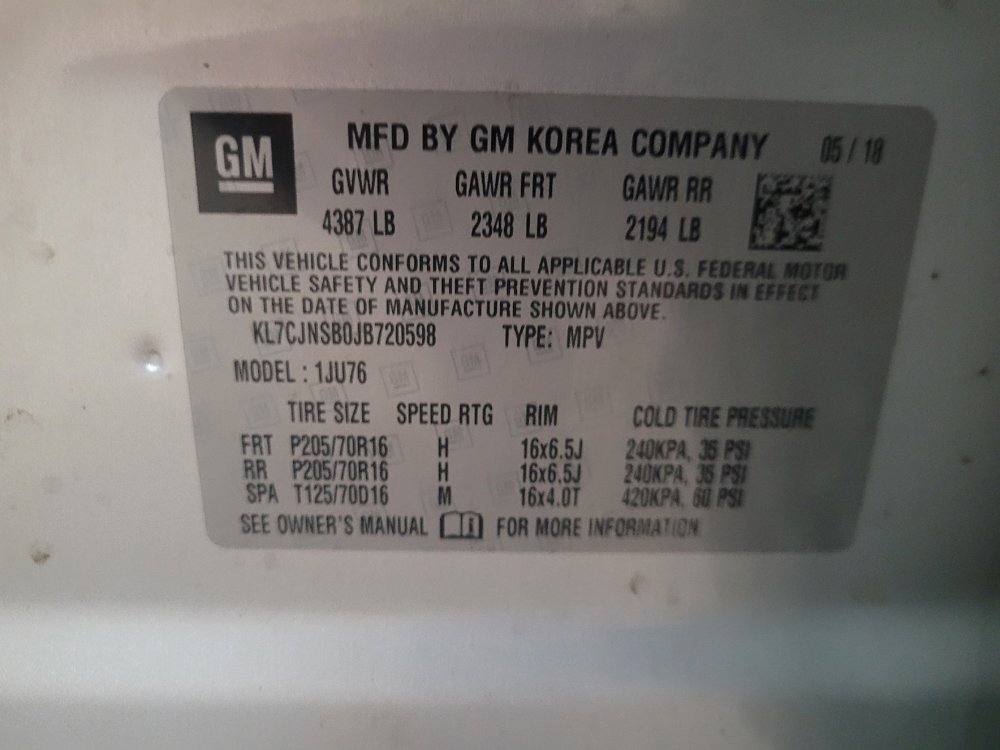 GM
MFD BY GM KOREA COMPANY 05 / 18
GVWR GAWR FRT GAWR RR
4387 LB 2348 LB 2194 LB
THIS VEHICLE CONFORMS TO ALL APPLICABLE U.S. FEDERAL MOTOR
VEHICLE SAFETY AND THEFT PREVENTION STANDARDS IN EFFECT
ON THE DATE OF MANUFACTURE SHOWN ABOVE.
KL7CJNSB0JB720598 TYPE: MPV
MODEL : 1JU76
TIRE SIZE SPEED RTG RIM COLD TIRE PRESSURE
FRT P205/70R16 H 16x6.5J 240KPA, 35 PSI
RR P205/70R16 H 16x6.5J 240KPA, 35 PSI
SPA T125/70D16 M 16x4.0T 420KPA, 60 PSI
SEE OWNER'S MANUAL FOR MORE INFORMATION